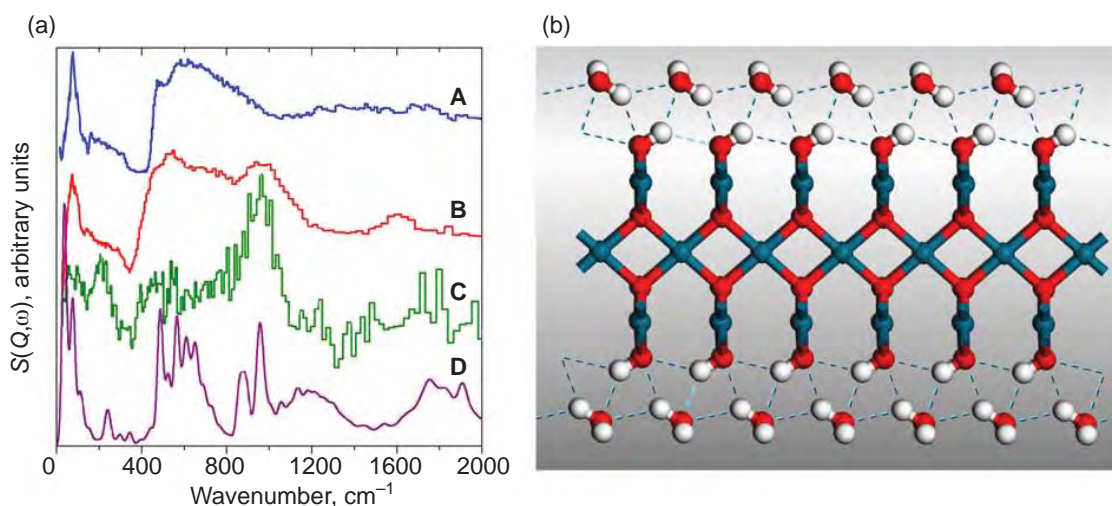 (a)
(b)
S(Q,ω), arbitrary units
A
B
C
D
0 400 800 1200 1600 2000
Wavenumber, cm⁻¹